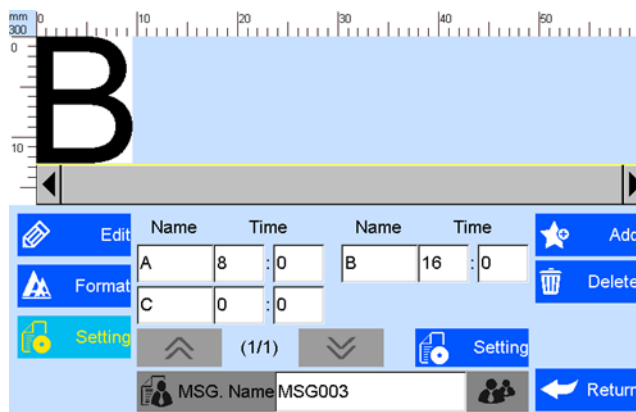 mm 0 10 20 30 40 50
300
0
B
10
Edit Name Time Name Time Add
A 8 : 0 B 16 : 0
Format C 0 : 0 Delete
Setting (1/1) Setting
MSG. Name MSG003 Return